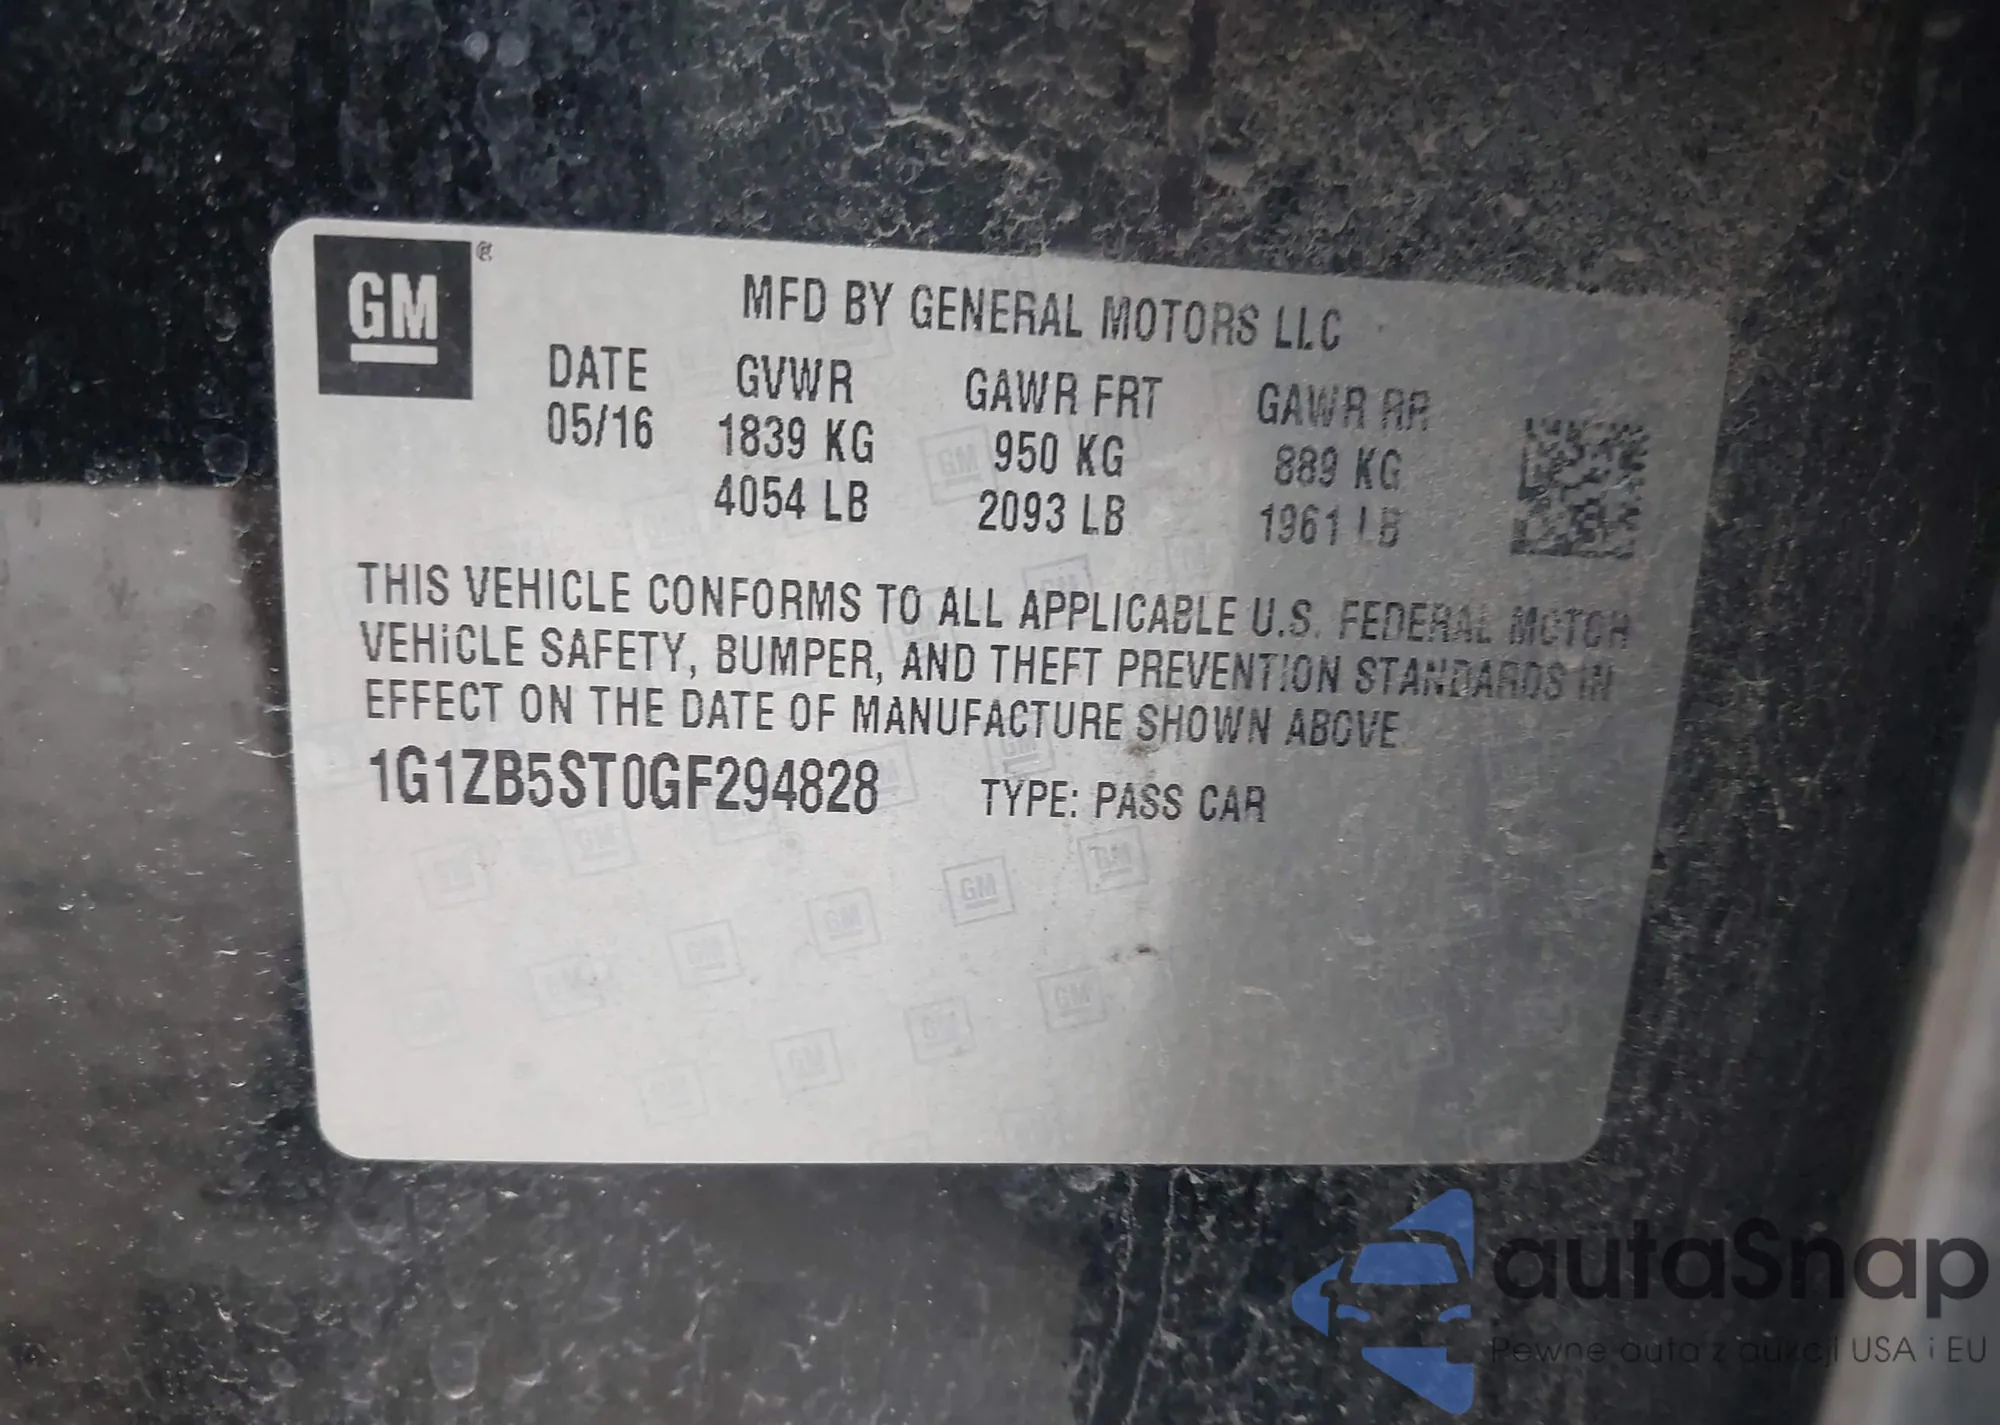 GM
MFD BY GENERAL MOTORS LLC
DATE GVWR GAWR FRT GAWR RR
05/16 1839 KG 950 KG 889 KG
4054 LB 2093 LB 1961 LB
THIS VEHICLE CONFORMS TO ALL APPLICABLE U.S. FEDERAL MOTOR
VEHICLE SAFETY, BUMPER, AND THEFT PREVENTION STANDARDS IN
EFFECT ON THE DATE OF MANUFACTURE SHOWN ABOVE
1G1ZB5ST0GF294828 TYPE: PASS CAR
autaSnap
Pewne auta z aukcji USA i EU